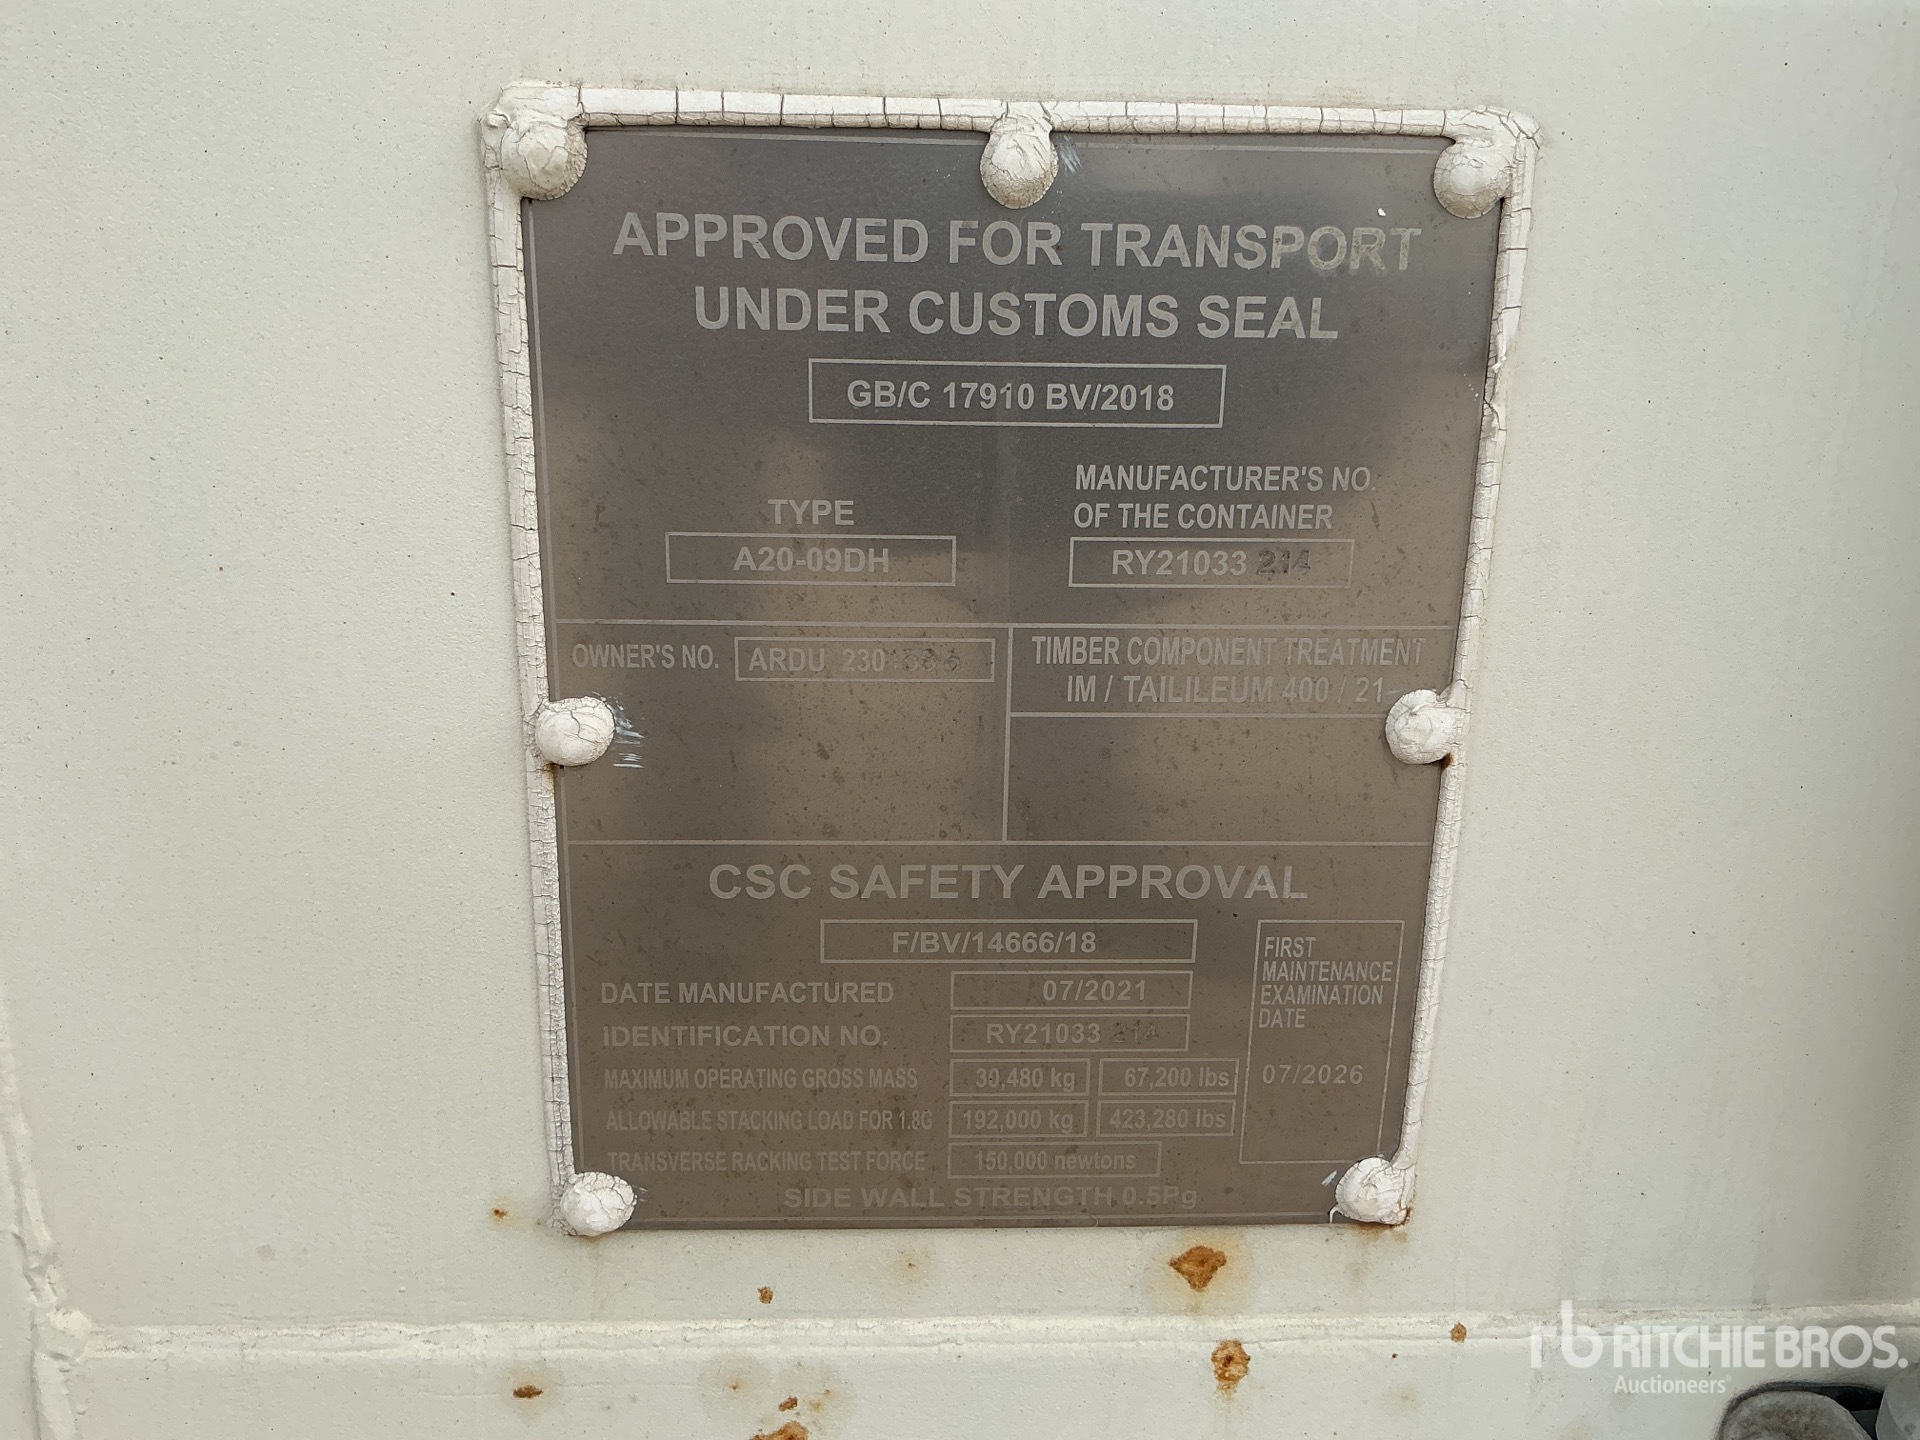 APPROVED FOR TRANSPORT
UNDER CUSTOMS SEAL
GB/C 17910 BV/2018
TYPE
A20-09DH
MANUFACTURER'S NO.
OF THE CONTAINER
RY21033 214
OWNER'S NO. ARDU 230
TIMBER COMPONENT TREATMENT
IM / TAILILEUM 400 / 21
CSC SAFETY APPROVAL
F/BV/14666/18
DATE MANUFACTURED 07/2021
IDENTIFICATION NO. RY21033 214
MAXIMUM OPERATING GROSS MASS 30,480 kg 67,200 lbs
ALLOWABLE STACKING LOAD FOR 1.8G 192,000 kg 423,280 lbs
TRANSVERSE RACKING TEST FORCE 150,000 newtons
SIDE WALL STRENGTH 0.5Pg
FIRST
MAINTENANCE
EXAMINATION
DATE
07/2026
rb RITCHIE BROS.
Auctioneers